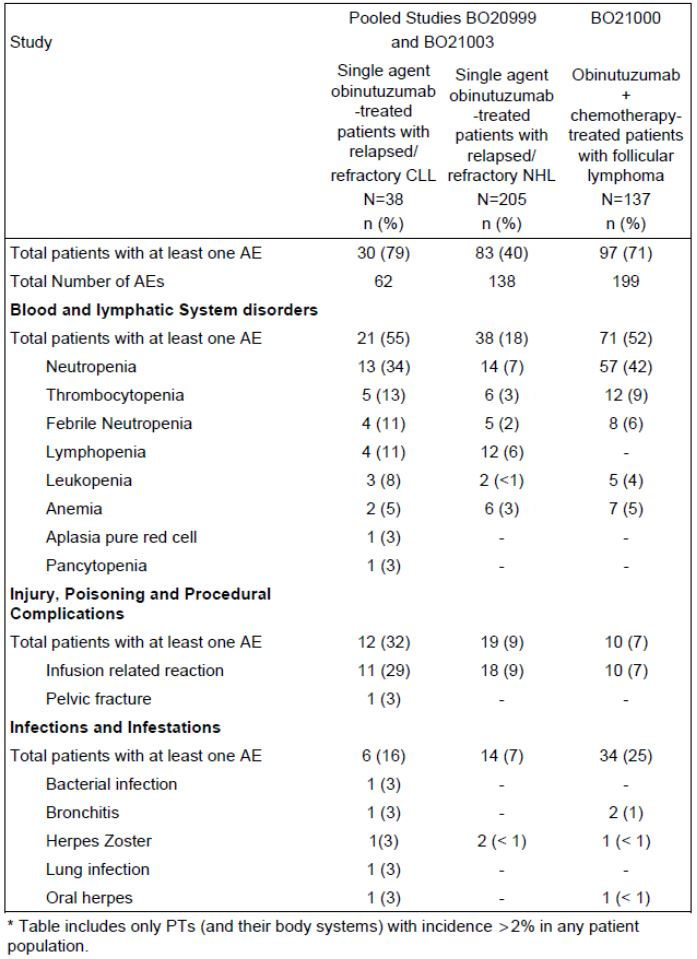 Study
Pooled Studies BO20999 and BO21003
BO21000
Single agent obinutuzumab -treated patients with relapsed/ refractory CLL
Single agent obinutuzumab -treated patients with relapsed/ refractory NHL
Obinutuzumab + chemotherapy- treated patients with follicular lymphoma
N=38 N=205 N=137
n (%) n (%) n (%)
Total patients with at least one AE 30 (79) 83 (40) 97 (71)
Total Number of AEs 62 138 199
Blood and lymphatic System disorders
Total patients with at least one AE 21 (55) 38 (18) 71 (52)
Neutropenia 13 (34) 14 (7) 57 (42)
Thrombocytopenia 5 (13) 6 (3) 12 (9)
Febrile Neutropenia 4 (11) 5 (2) 8 (6)
Lymphopenia 4 (11) 12 (6) -
Leukopenia 3 (8) 2 (<1) 5 (4)
Anemia 2 (5) 6 (3) 7 (5)
Aplasia pure red cell 1 (3) - -
Pancytopenia 1 (3) - -
Injury, Poisoning and Procedural
Complications
Total patients with at least one AE 12 (32) 19 (9) 10 (7)
Infusion related reaction 11 (29) 18 (9) 10 (7)
Pelvic fracture 1 (3) - -
Infections and Infestations
Total patients with at least one AE 6 (16) 14 (7) 34 (25)
Bacterial infection 1 (3) - -
Bronchitis 1 (3) - 2 (1)
Herpes Zoster 1(3) 2 (< 1) 1 (< 1)
Lung infection 1 (3) - -
Oral herpes 1 (3) - 1 (< 1)
* Table includes only PTs (and their body systems) with incidence >2% in any patient
population.